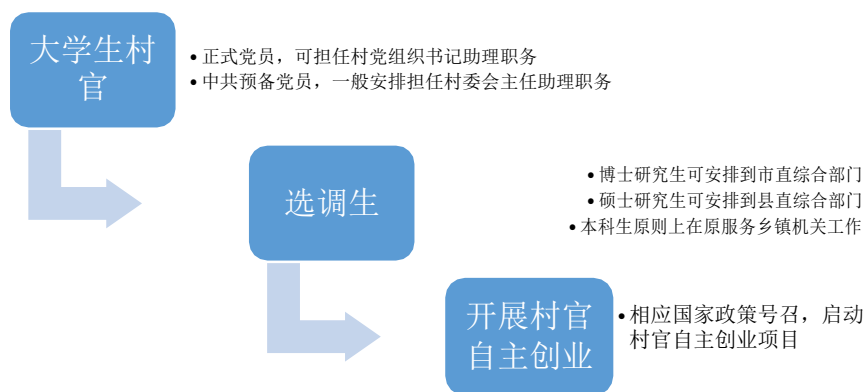 大学生村
官
•正式党员，可担任村党组织书记助理职务
•中共预备党员，一般安排担任村委会主任助理职务
选调生
•博士研究生可安排到市直综合部门
•硕士研究生可安排到县直综合部门
•本科生原则上在原服务乡镇机关工作
开展村官
自主创业
•相应国家政策号召，启动
村官自主创业项目